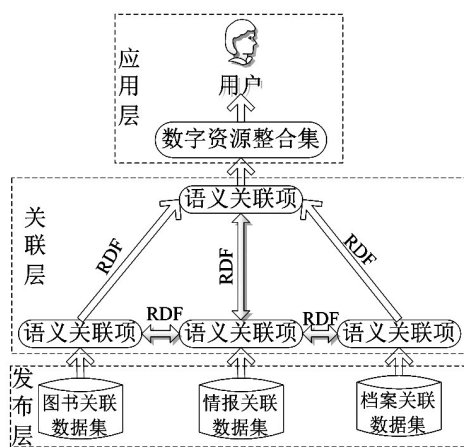 应用层
用户
数字资源整合集
关联层
语义关联项
RDF
RDF
RDF
RDF
RDF
语义关联项
语义关联项
语义关联项
发布层
图书关联
数据集
情报关联
数据集
档案关联
数据集